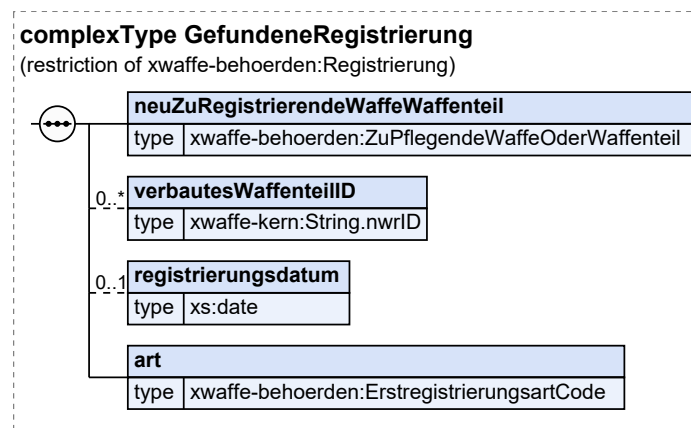 complexType GefundeneRegistrierung
(restriction of xwaffe-behoerden:Registrierung)
neuZuRegistrierendeWaffeWaffenteil
type xwaffe-behoerden:ZuPflegendeWaffeOderWaffenteil
0..*
verbautesWaffenteilID
type xwaffe-kern:String.nwrID
0..1
registrierungsdatum
type xs:date
art
type xwaffe-behoerden:ErstregistrierungsartCode